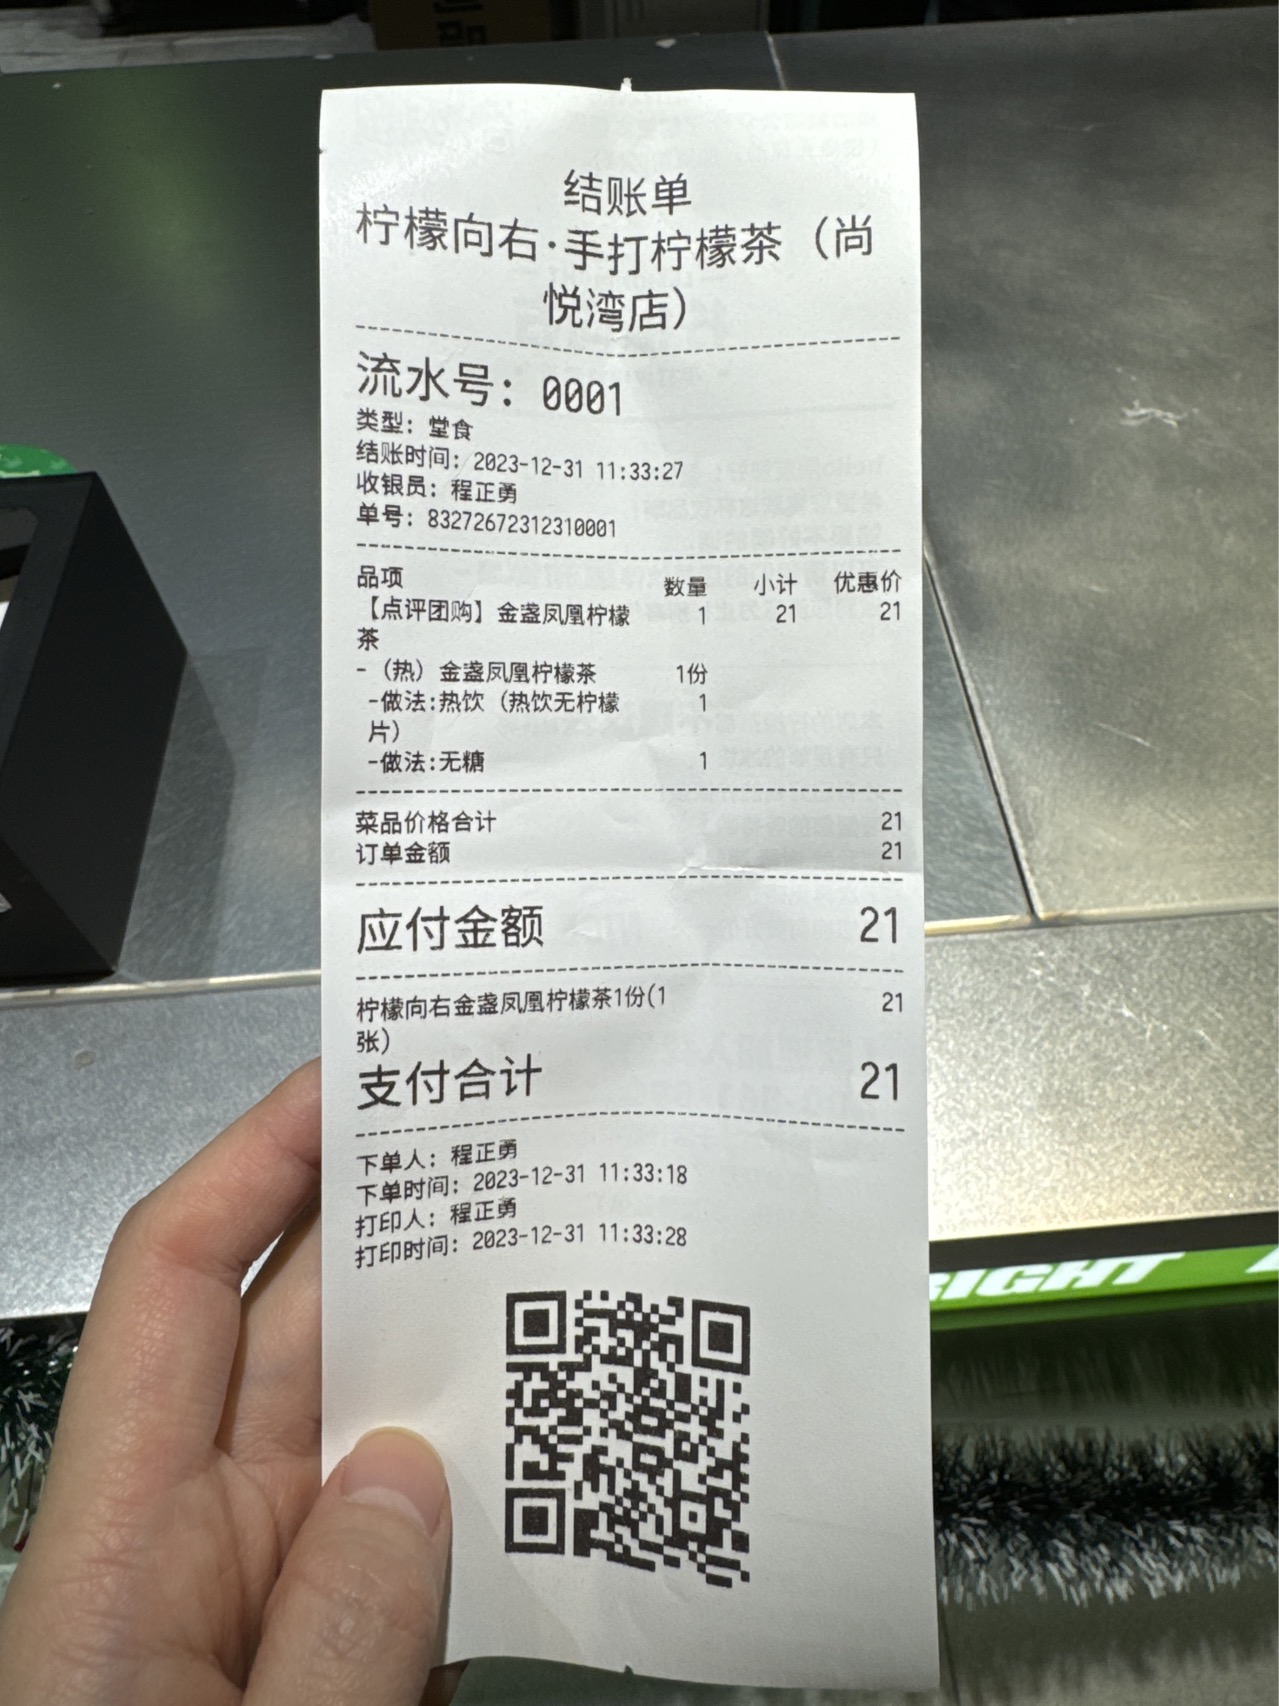 结账单
柠檬向右·手打柠檬茶（尚
悦湾店）
流水号：0001
类型：堂食
结账时间：2023-12-31 11:33:27
收银员：程正勇
单号：83272672312310001
品项 数量 小计 优惠价
【点评团购】金盏凤凰柠檬 1 21 21
茶
-（热）金盏凤凰柠檬茶 1份
-做法:热饮（热饮无柠檬 1
片）
-做法:无糖 1
菜品价格合计 21
订单金额 21
应付金额 21
柠檬向右金盏凤凰柠檬茶1份(1 21
张)
支付合计 21
下单人：程正勇
下单时间：2023-12-31 11:33:18
打印人：程正勇
打印时间：2023-12-31 11:33:28